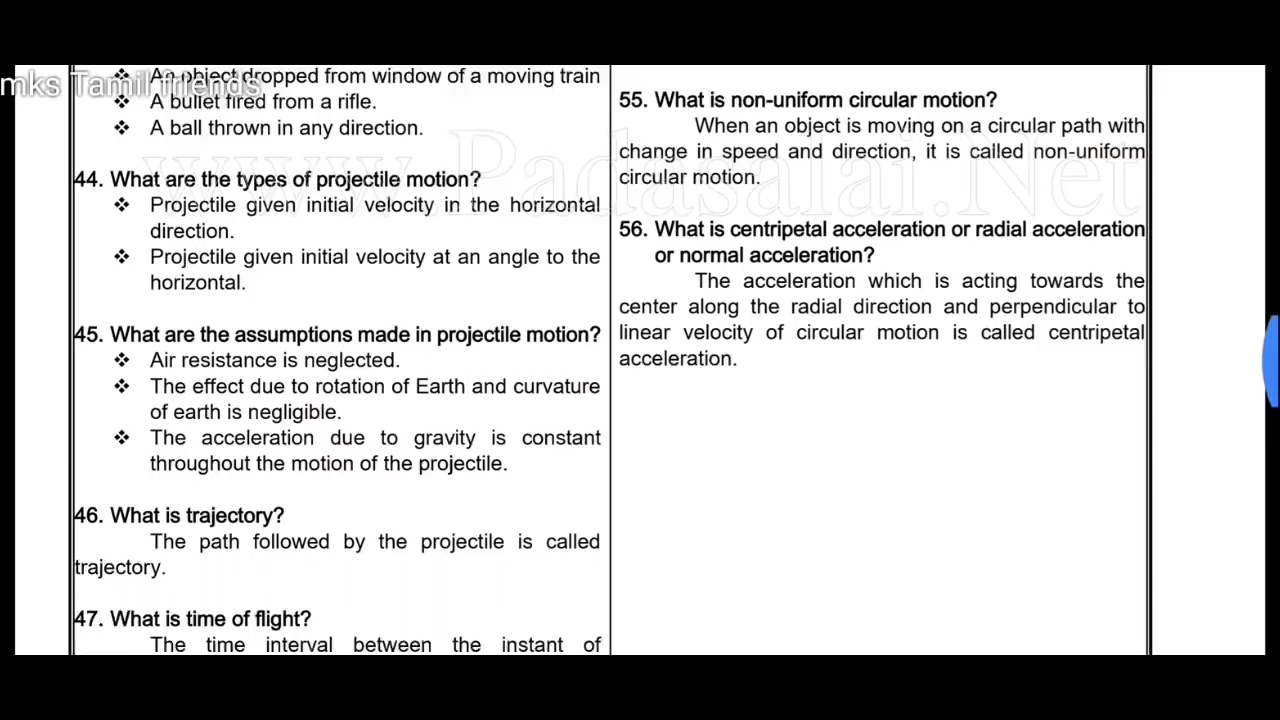 mks Tamil friends
❖ An object dropped from window of a moving train
❖ A bullet fired from a rifle.
❖ A ball thrown in any direction.
44. What are the types of projectile motion?
❖ Projectile given initial velocity in the horizontal
direction.
❖ Projectile given initial velocity at an angle to the
horizontal.
45. What are the assumptions made in projectile motion?
❖ Air resistance is neglected.
❖ The effect due to rotation of Earth and curvature
of earth is negligible.
❖ The acceleration due to gravity is constant
throughout the motion of the projectile.
46. What is trajectory?
The path followed by the projectile is called
trajectory.
47. What is time of flight?
The time interval between the instant of
55. What is non-uniform circular motion?
When an object is moving on a circular path with
change in speed and direction, it is called non-uniform
circular motion.
56. What is centripetal acceleration or radial acceleration
or normal acceleration?
The acceleration which is acting towards the
center along the radial direction and perpendicular to
linear velocity of circular motion is called centripetal
acceleration.
www.Padasalai.Net